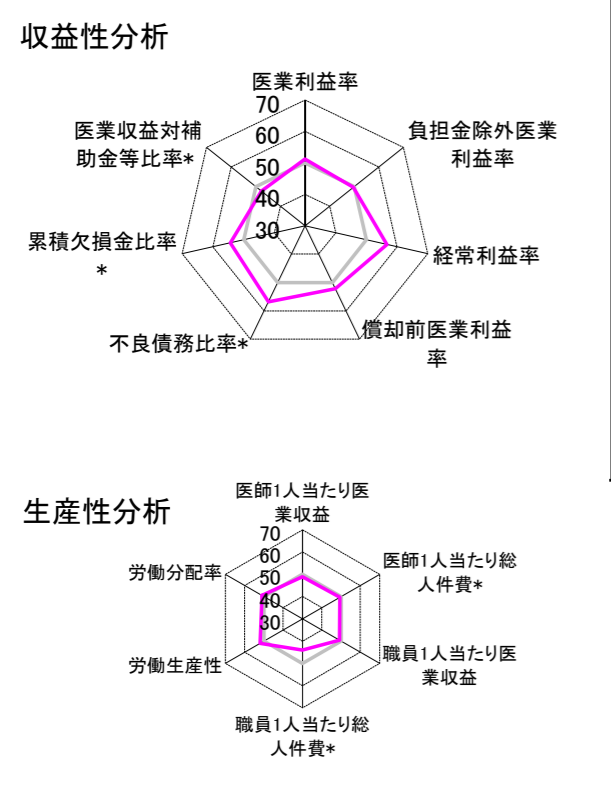 収益性分析
医業利益率
70
60
50
40
30
負担金除外医業
利益率
経常利益率
償却前医業利益
率
不良債務比率*
累積欠損金比率
*
医業収益対補
助金等比率*
生産性分析
医師1人当たり医
業収益
70
60
50
40
30
医師1人当たり総
人件費*
職員1人当たり医
業収益
職員1人当たり総
人件費*
労働生産性
労働分配率